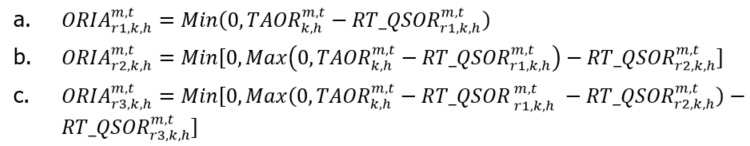 a. ORIA^{m,t}_{r1,k,h} = Min(0, TAOR^{m,t}_{k,h} − RT_QSOR^{m,t}_{r1,k,h})
b. ORIA^{m,t}_{r2,k,h} = Min[0, Max(0, TAOR^{m,t}_{k,h} − RT_QSOR^{m,t}_{r1,k,h}) − RT_QSOR^{m,t}_{r2,k,h}]
c. ORIA^{m,t}_{r3,k,h} = Min[0, Max(0, TAOR^{m,t}_{k,h} − RT_QSOR^{m,t}_{r1,k,h} − RT_QSOR^{m,t}_{r2,k,h}) −
RT_QSOR^{m,t}_{r3,k,h}]